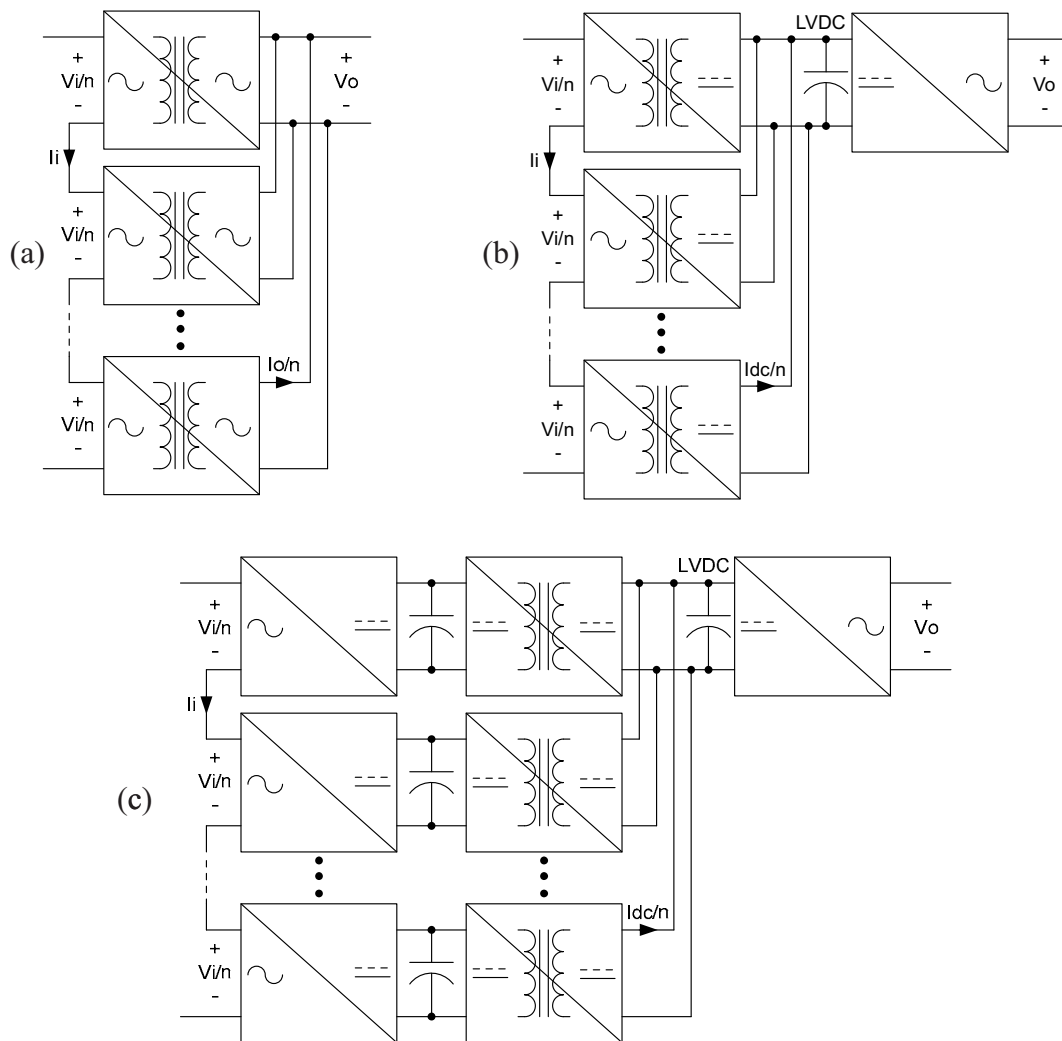 +
Vi/n
-
+
Vo
-
Ii
+
Vi/n
-
(a)
Io/n
+
Vi/n
-
LVDC
+
Vi/n
-
+
Vo
-
Ii
+
Vi/n
-
(b)
Idc/n
+
Vi/n
-
LVDC
+
Vi/n
-
+
Vo
-
Ii
+
Vi/n
-
(c)
Idc/n
+
Vi/n
-